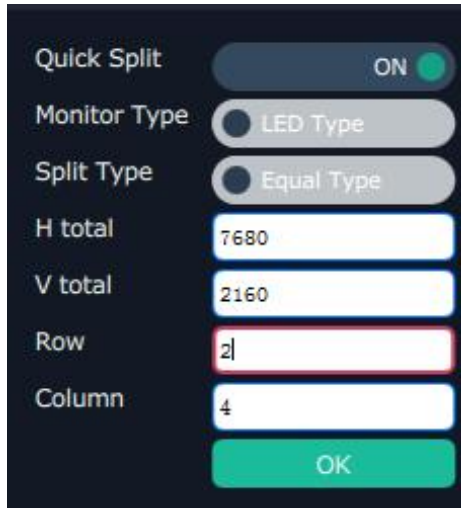 Quick Split ON
Monitor Type LED Type
Split Type Equal Type
H total 7680
V total 2160
Row 2
Column 4
OK